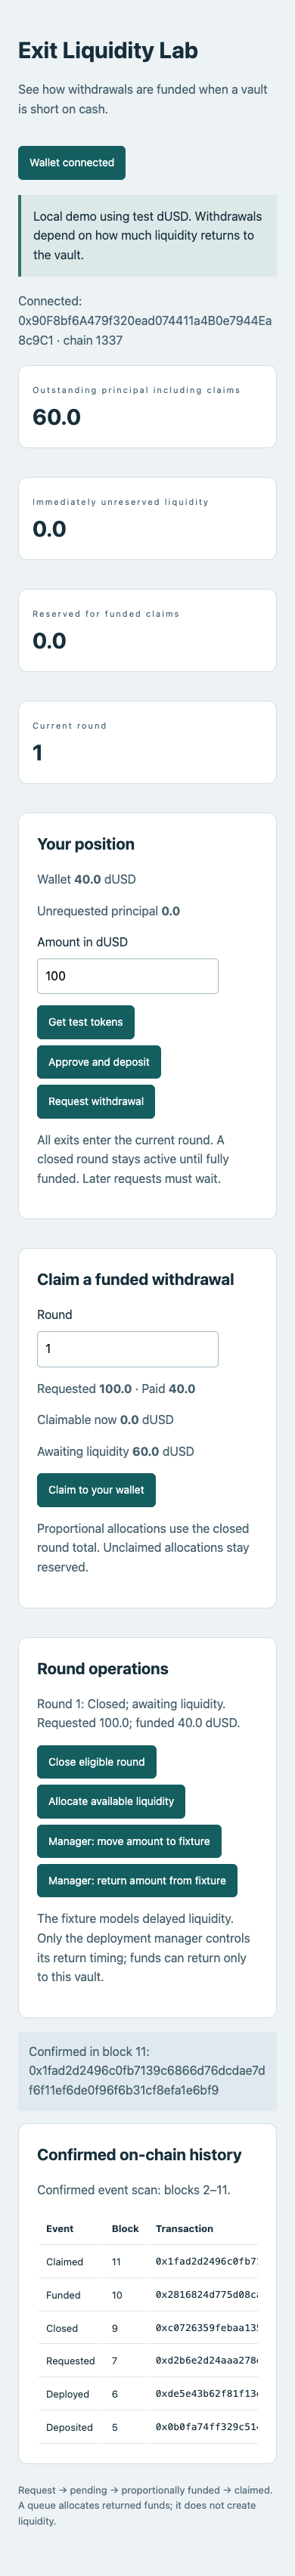 Exit Liquidity Lab
See how withdrawals are funded when a vault
is short on cash.
Wallet connected
Local demo using test dUSD. Withdrawals
depend on how much liquidity returns to
the vault.
Connected:
0x90F8bf6A479f320ead074411a4B0e7944Ea
8c9C1 · chain 1337
Outstanding principal including claims
60.0
Immediately unreserved liquidity
0.0
Reserved for funded claims
0.0
Current round
1
Your position
Wallet 40.0 dUSD
Unrequested principal 0.0
Amount in dUSD
100
Get test tokens
Approve and deposit
Request withdrawal
All exits enter the current round. A
closed round stays active until fully
funded. Later requests must wait.
Claim a funded withdrawal
Round
1
Requested 100.0 · Paid 40.0
Claimable now 0.0 dUSD
Awaiting liquidity 60.0 dUSD
Claim to your wallet
Proportional allocations use the closed
round total. Unclaimed allocations stay
reserved.
Round operations
Round 1: Closed; awaiting liquidity.
Requested 100.0; funded 40.0 dUSD.
Close eligible round
Allocate available liquidity
Manager: move amount to fixture
Manager: return amount from fixture
The fixture models delayed liquidity.
Only the deployment manager controls
its return timing; funds can return only
to this vault.
Confirmed in block 11:
0x1fad2d2496c0fb7139c6866d76dcdae7d
f6f11ef6de0f96f6b31cf8efa1e6bf9
Confirmed on-chain history
Confirmed event scan: blocks 2–11.
Event Block Transaction
Claimed 11 0x1fad2d2496c0fb71
Funded 10 0x2816824d775d08c
Closed 9 0xc0726359febaa135
Requested 7 0xd2b6e2d24aaa278
Deployed 6 0xde5e43b62f81f13
Deposited 5 0x0b0fa74ff329c514
Request → pending → proportionally funded → claimed.
A queue allocates returned funds; it does not create
liquidity.